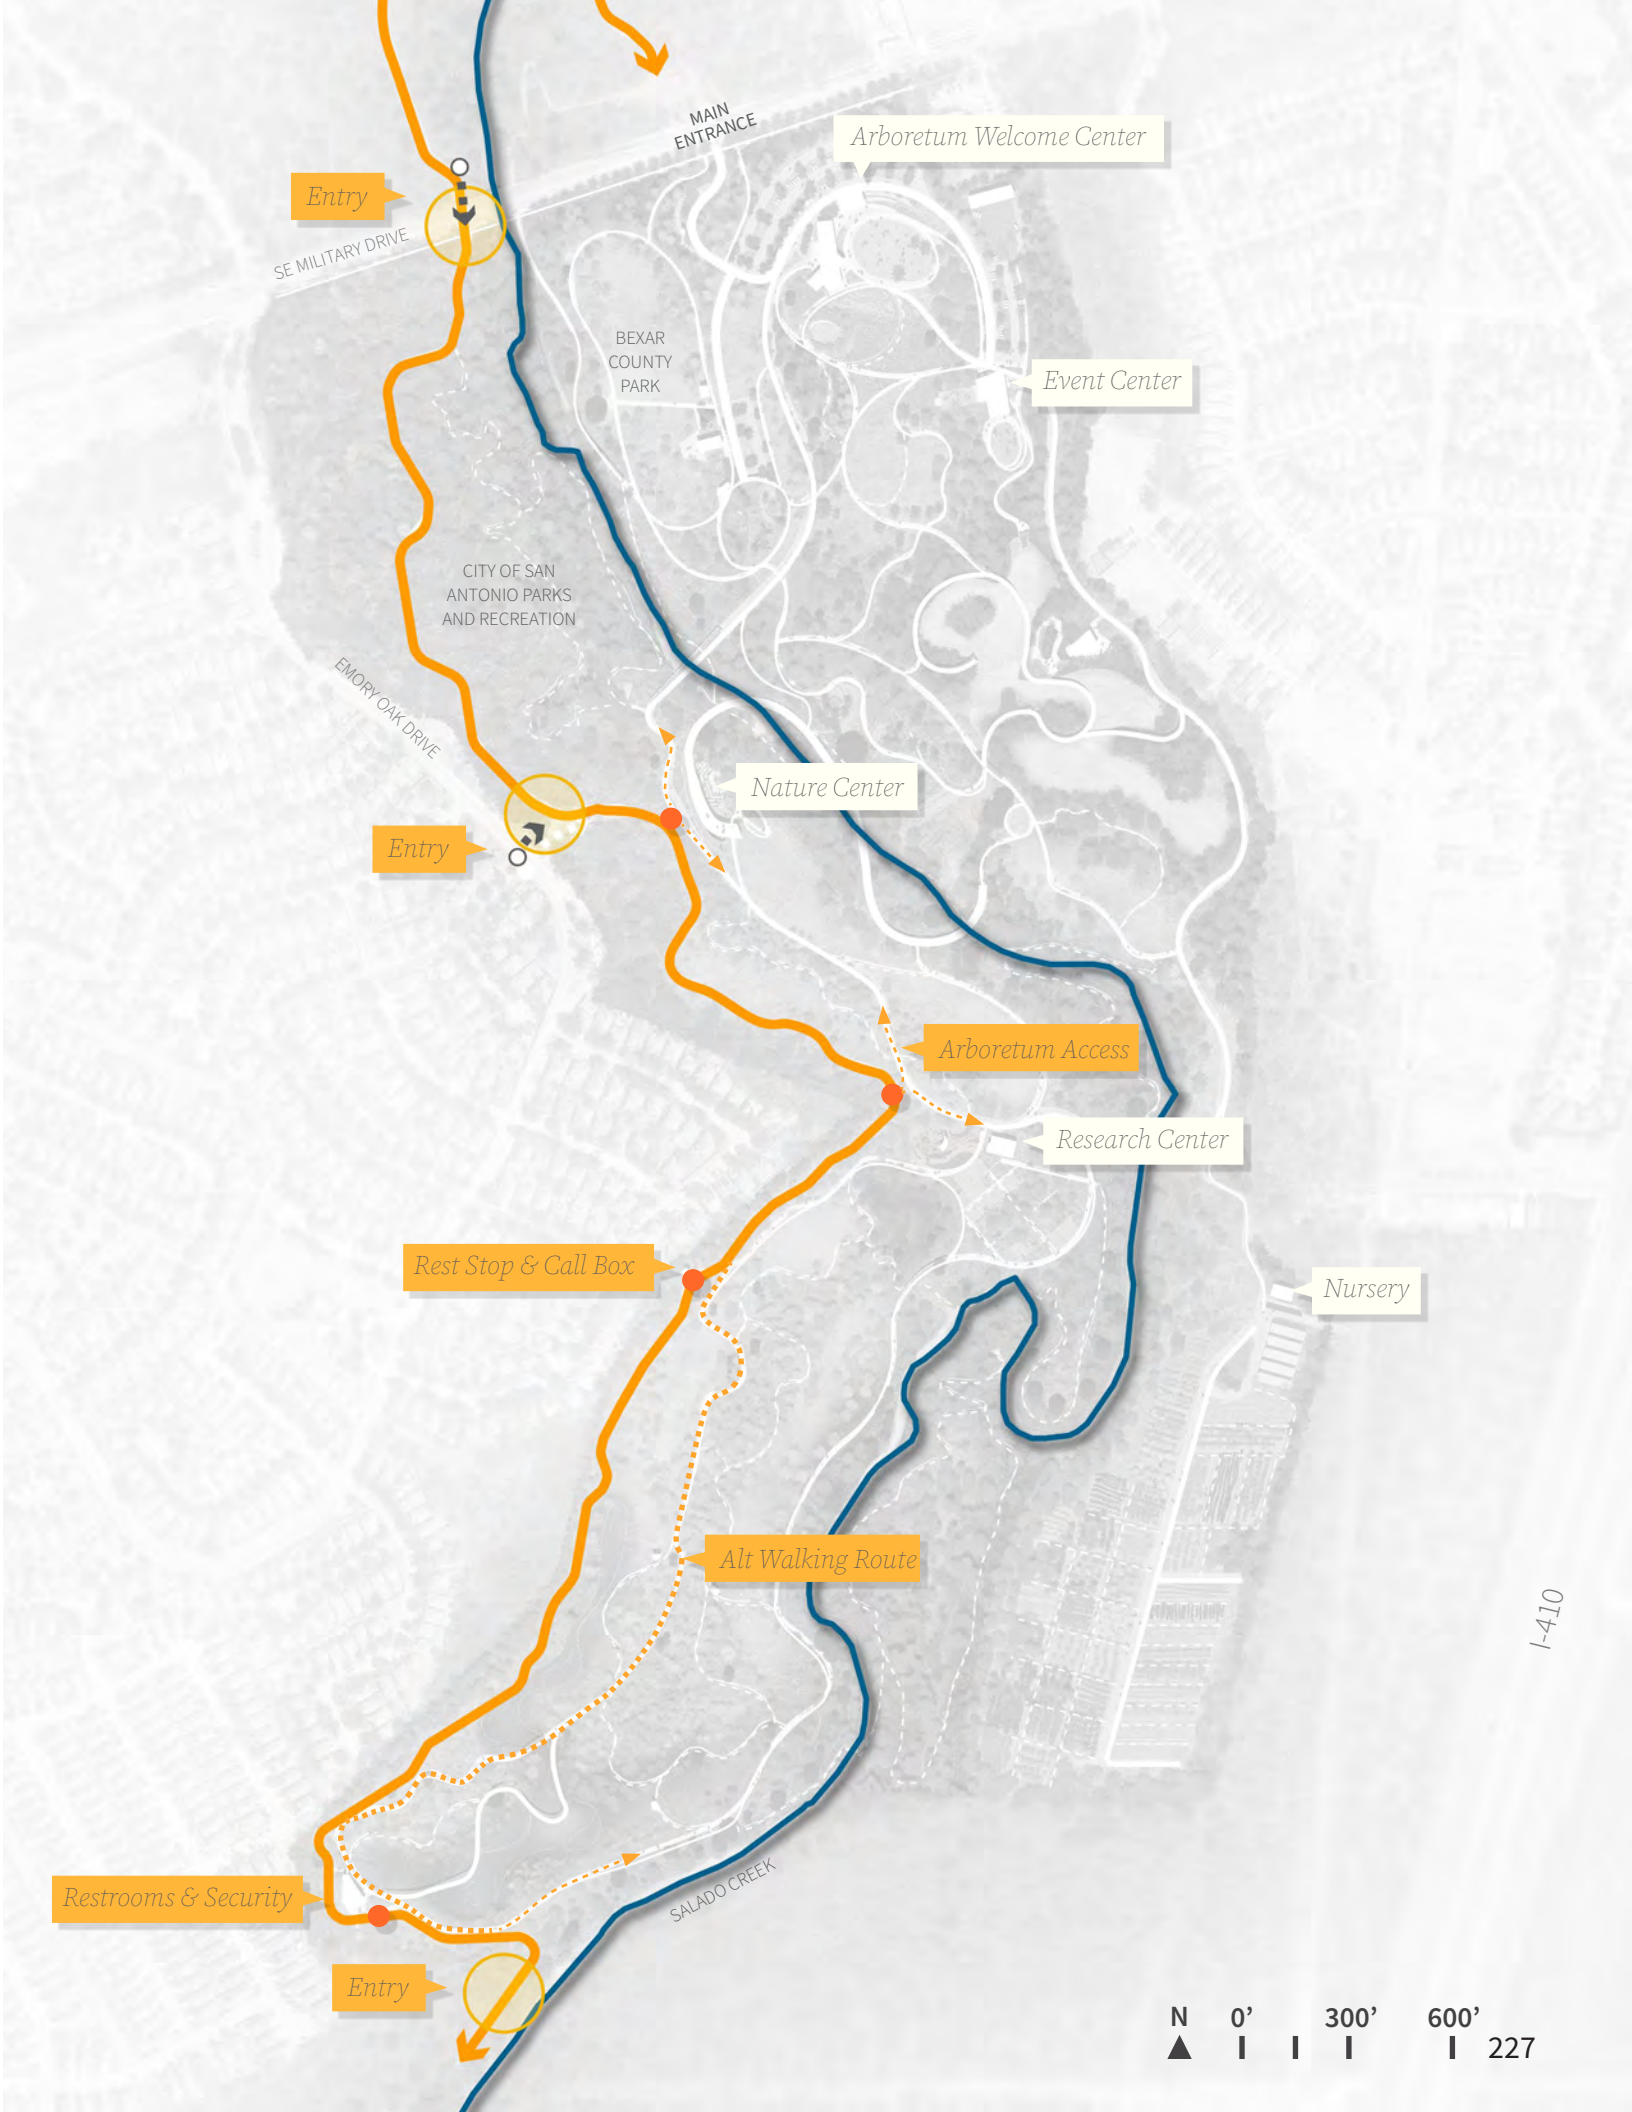 MAIN
ENTRANCE
Arboretum Welcome Center
Entry
SE MILITARY DRIVE
BEXAR
COUNTY
PARK
Event Center
CITY OF SAN
ANTONIO PARKS
AND RECREATION
EMORY OAK DRIVE
Nature Center
Entry
Arboretum Access
Research Center
Rest Stop & Call Box
Nursery
Alt Walking Route
I-410
Restrooms & Security
SALADO CREEK
Entry
N 0’ 300’ 600’
227